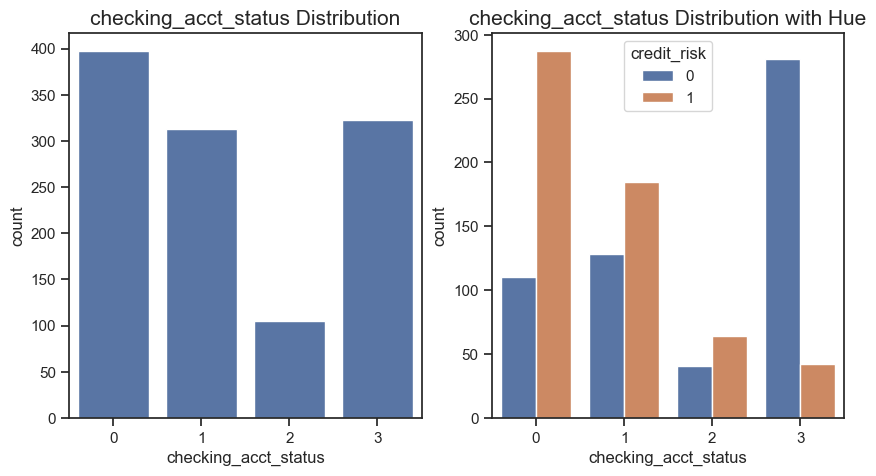 checking_acct_status Distribution
count
400
350
300
250
200
150
100
50
0
0 1 2 3
checking_acct_status
checking_acct_status Distribution with Hue
count
300
250
200
150
100
50
0
credit_risk
0
1
0 1 2 3
checking_acct_status